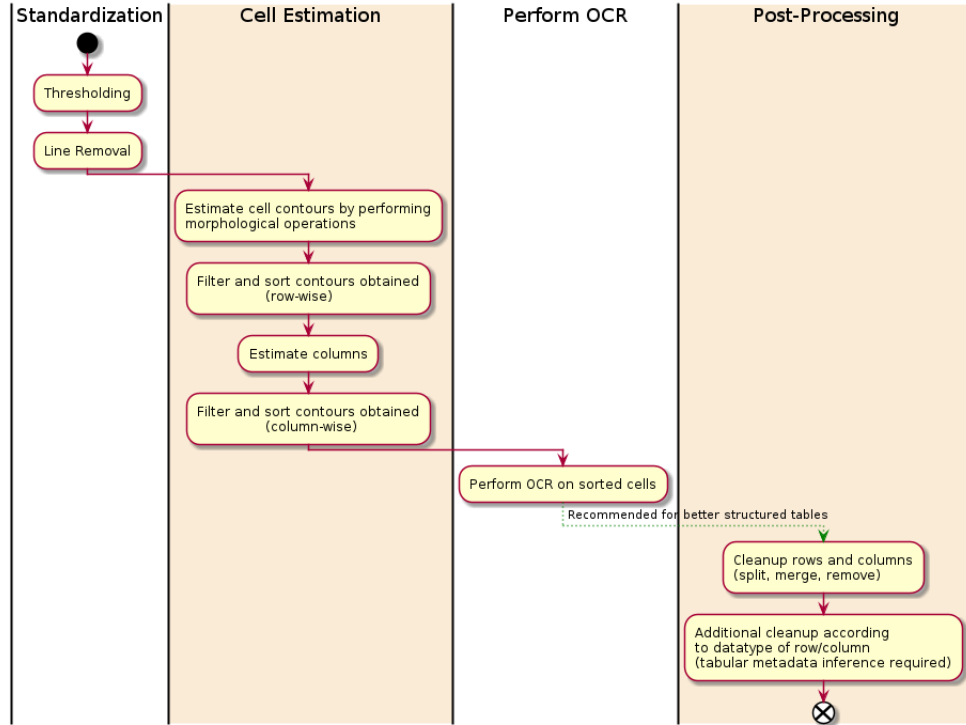 Standardization
Cell Estimation
Perform OCR
Post-Processing
Thresholding
Line Removal
Estimate cell contours by performing
morphological operations
Filter and sort contours obtained
(row-wise)
Estimate columns
Filter and sort contours obtained
(column-wise)
Perform OCR on sorted cells
Recommended for better structured tables
Cleanup rows and columns
(split, merge, remove)
Additional cleanup according
to datatype of row/column
(tabular metadata inference required)